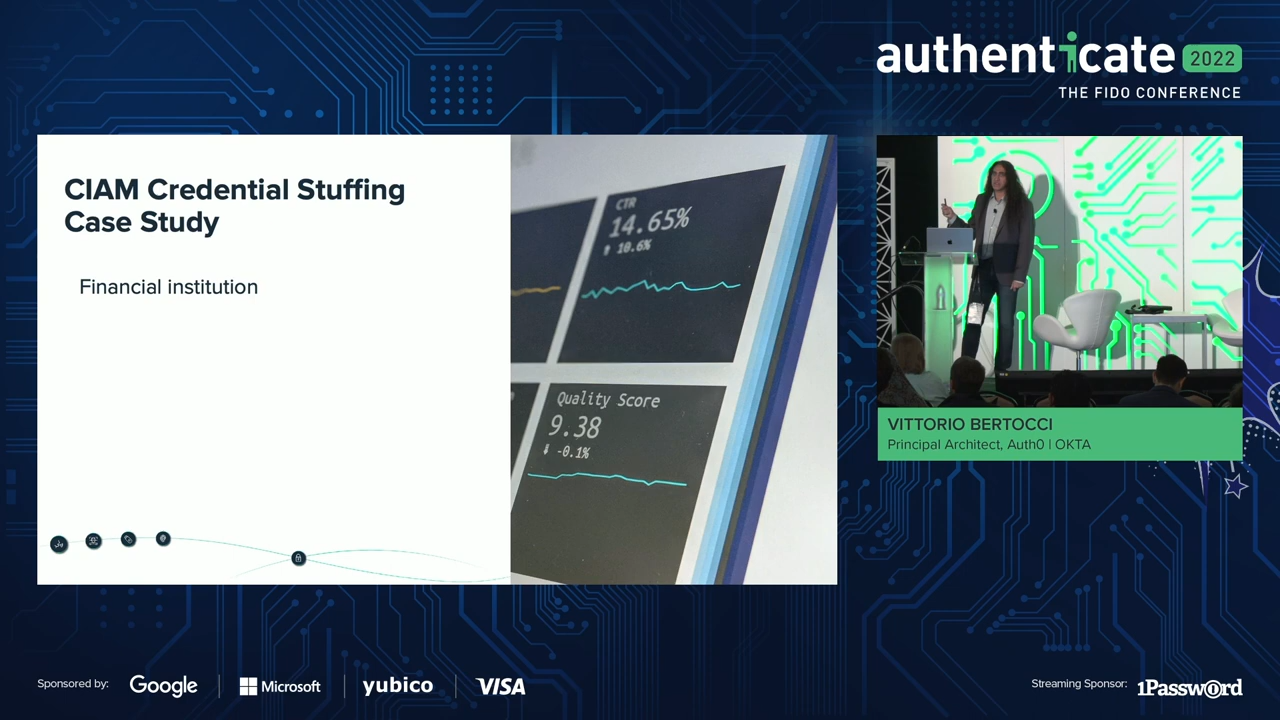 authenticate 2022
THE FIDO CONFERENCE
CIAM Credential Stuffing
Case Study
Financial institution
CTR
14.65%
⬆ 10.6%
Quality Score
9.38
⬇ -0.1%
VITTORIO BERTOCCI
Principal Architect, Auth0 | OKTA
Sponsored by:
Google
Microsoft
yubico
VISA
Streaming Sponsor:
1Password